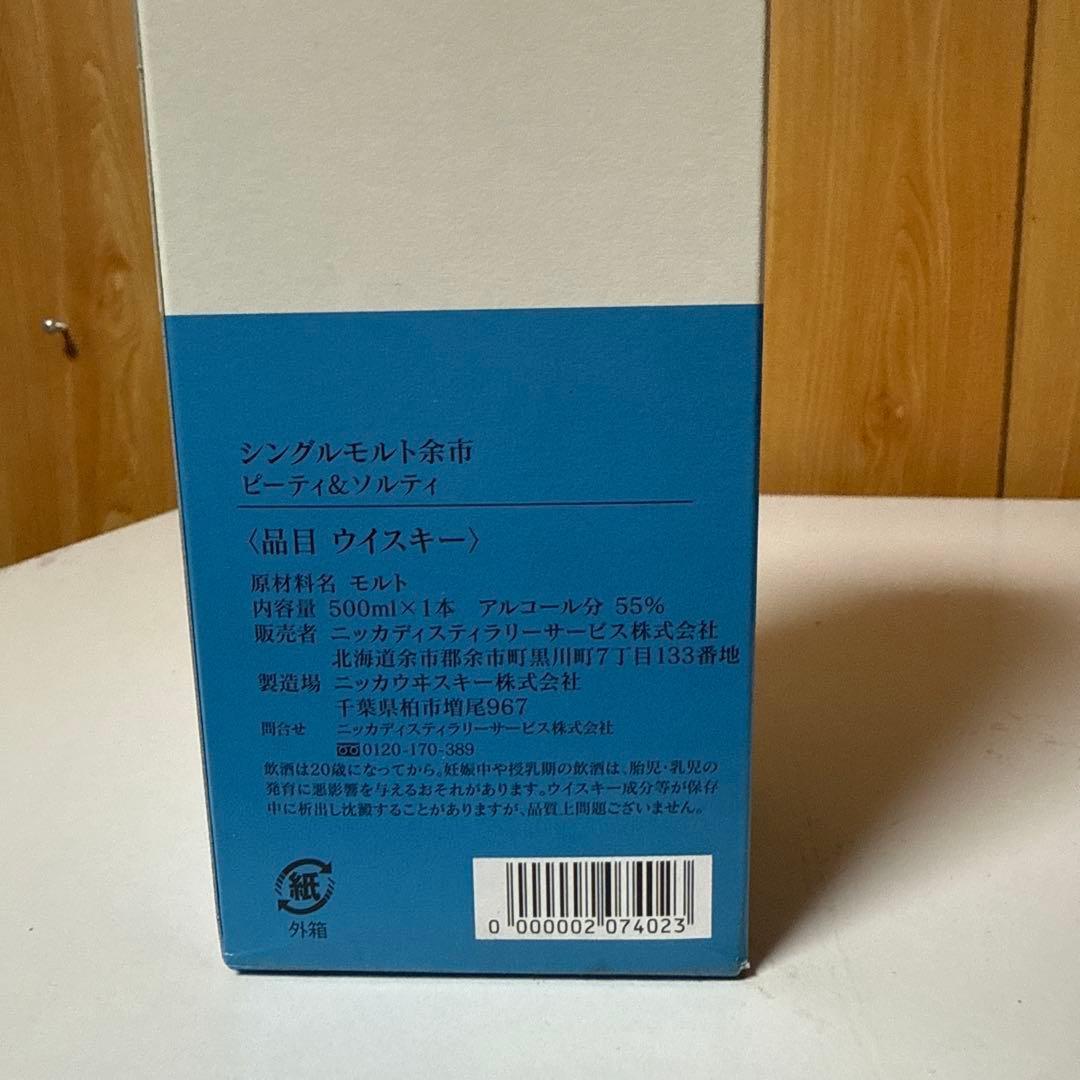 シングルモルト余市
ピーティ&ソルティ
〈品目 ウイスキー〉
原材料名 モルト
内容量 500ml×1本 アルコール分 55%
販売者 ニッカディスティラリーサービス株式会社
北海道余市郡余市町黒川町7丁目133番地
製造場 ニッカウヰスキー株式会社
千葉県柏市増尾967
問合せ ニッカディスティラリーサービス株式会社
0120-170-389
飲酒は20歳になってから。妊娠中や授乳期の飲酒は、胎児・乳児の
発育に悪影響を与えるおそれがあります。ウイスキー成分等が保存
中に析出し沈澱することがありますが、品質上問題ございません。
紙
外箱
0 000002 074023